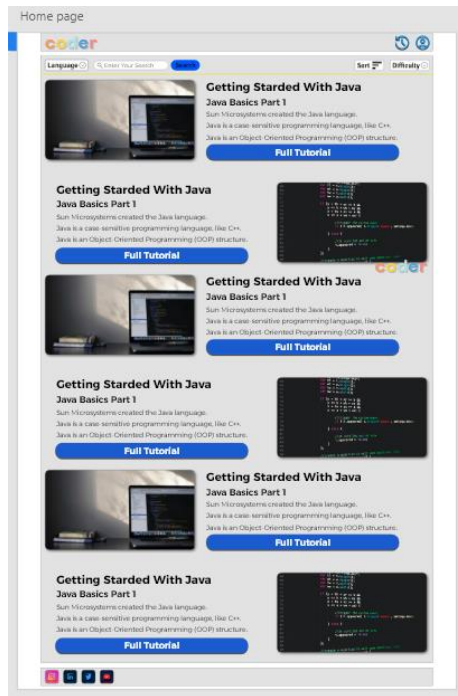 Home page
coder
Language Enter Your Search Search Sort Difficulty
Getting Starded With Java
Java Basics Part 1
Sun Microsystems created the Java language.
Java is a case-sensitive programming language, like C++.
Java is an Object-Oriented Programming (OOP) structure.
Full Tutorial
Getting Starded With Java
Java Basics Part 1
Sun Microsystems created the Java language.
Java is a case-sensitive programming language, like C++.
Java is an Object-Oriented Programming (OOP) structure.
Full Tutorial
coder
Getting Starded With Java
Java Basics Part 1
Sun Microsystems created the Java language.
Java is a case-sensitive programming language, like C++.
Java is an Object-Oriented Programming (OOP) structure.
Full Tutorial
Getting Starded With Java
Java Basics Part 1
Sun Microsystems created the Java language.
Java is a case-sensitive programming language, like C++.
Java is an Object-Oriented Programming (OOP) structure.
Full Tutorial
Getting Starded With Java
Java Basics Part 1
Sun Microsystems created the Java language.
Java is a case-sensitive programming language, like C++.
Java is an Object-Oriented Programming (OOP) structure.
Full Tutorial
Getting Starded With Java
Java Basics Part 1
Sun Microsystems created the Java language.
Java is a case-sensitive programming language, like C++.
Java is an Object-Oriented Programming (OOP) structure.
Full Tutorial